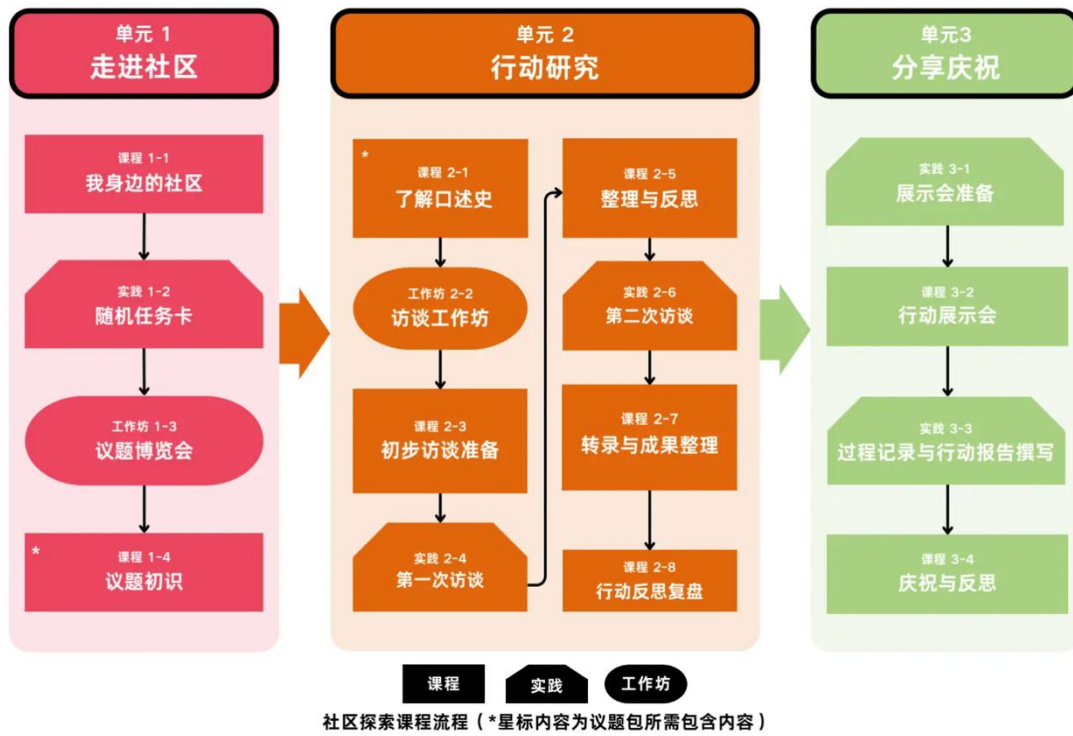 单元 1
走进社区
课程 1-1
我身边的社区
实践 1-2
随机任务卡
工作坊 1-3
议题博览会
*
课程 1-4
议题初识
单元 2
行动研究
*
课程 2-1
了解口述史
工作坊 2-2
访谈工作坊
课程 2-3
初步访谈准备
实践 2-4
第一次访谈
课程 2-5
整理与反思
实践 2-6
第二次访谈
课程 2-7
转录与成果整理
课程 2-8
行动反思复盘
单元3
分享庆祝
实践 3-1
展示会准备
课程 3-2
行动展示会
实践 3-3
过程记录与行动报告撰写
课程 3-4
庆祝与反思
课程
实践
工作坊
社区探索课程流程（*星标内容为议题包所需包含内容）